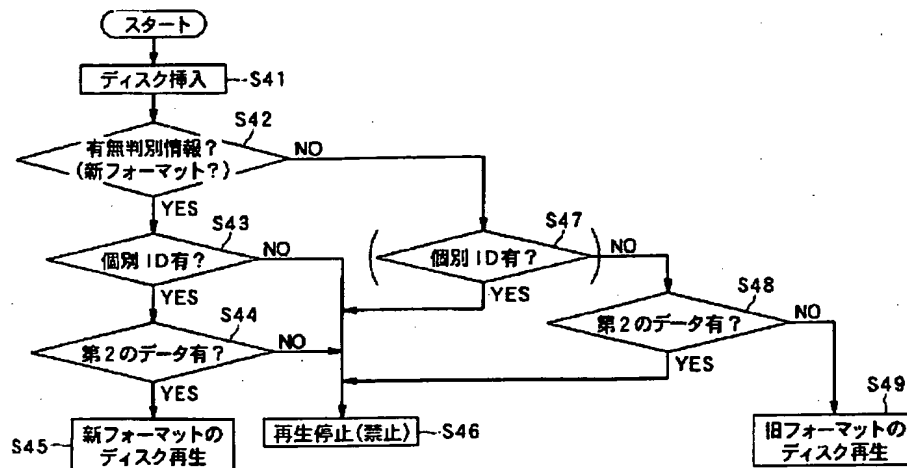 スタート
ディスク挿入
S41
S42
有無判別情報?
(新フォーマット?)
NO
YES
S43
個別ID有?
NO
YES
S47
(個別ID有?)
NO
YES
S44
第2のデータ有?
NO
YES
S48
第2のデータ有?
NO
YES
S45
新フォーマットの
ディスク再生
再生停止(禁止)
S46
S49
旧フォーマットの
ディスク再生